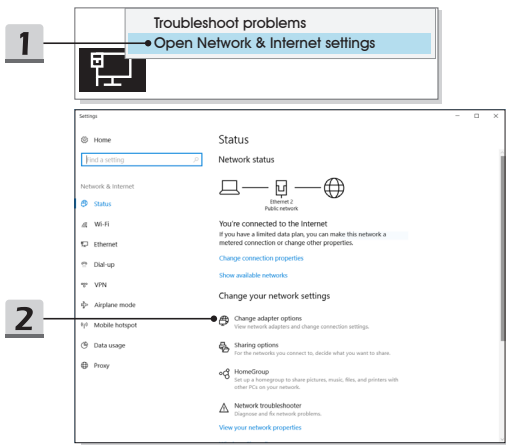 Troubleshoot problems
1
Open Network & Internet settings
Settings
Home
Status
Find a setting
Network status
Network & Internet
Status
Ethernet 2
Public network
Wi-Fi
You're connected to the Internet
If you have a limited data plan, you can make this network a
metered connection or change other properties.
Ethernet
Change connection properties
Dial-up
Show available networks
VPN
Change your network settings
Airplane mode
2
Change adapter options
View network adapters and change connection settings.
Mobile hotspot
Data usage
Sharing options
For the networks you connect to, decide what you want to share.
Proxy
HomeGroup
Set up a homegroup to share pictures, music, files, and printers with
other PCs on your network.
Network troubleshooter
Diagnose and fix network problems.
View your network properties